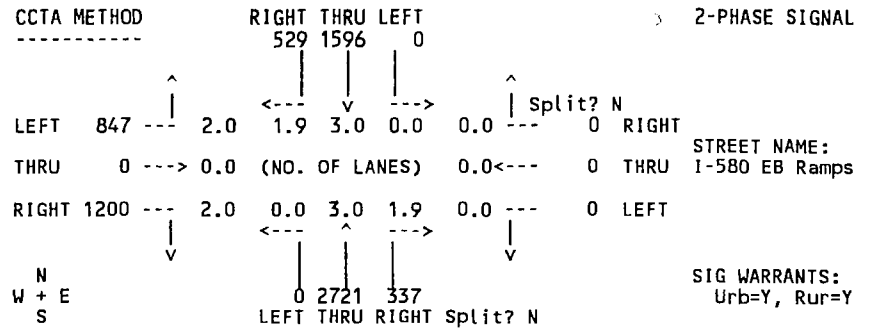 CCTA METHOD RIGHT THRU LEFT 2-PHASE SIGNAL
----------- 529 1596 0
^ ^
<--- v ---> Split? N
LEFT 847 --- 2.0 1.9 3.0 0.0 0.0 --- 0 RIGHT
STREET NAME:
THRU 0 ---> 0.0 (NO. OF LANES) 0.0<--- 0 THRU I-580 EB Ramps
RIGHT 1200 --- 2.0 0.0 3.0 1.9 0.0 --- 0 LEFT
<--- ^ --->
v v
N SIG WARRANTS:
W + E 0 2721 337 Urb=Y, Rur=Y
S LEFT THRU RIGHT Split? N